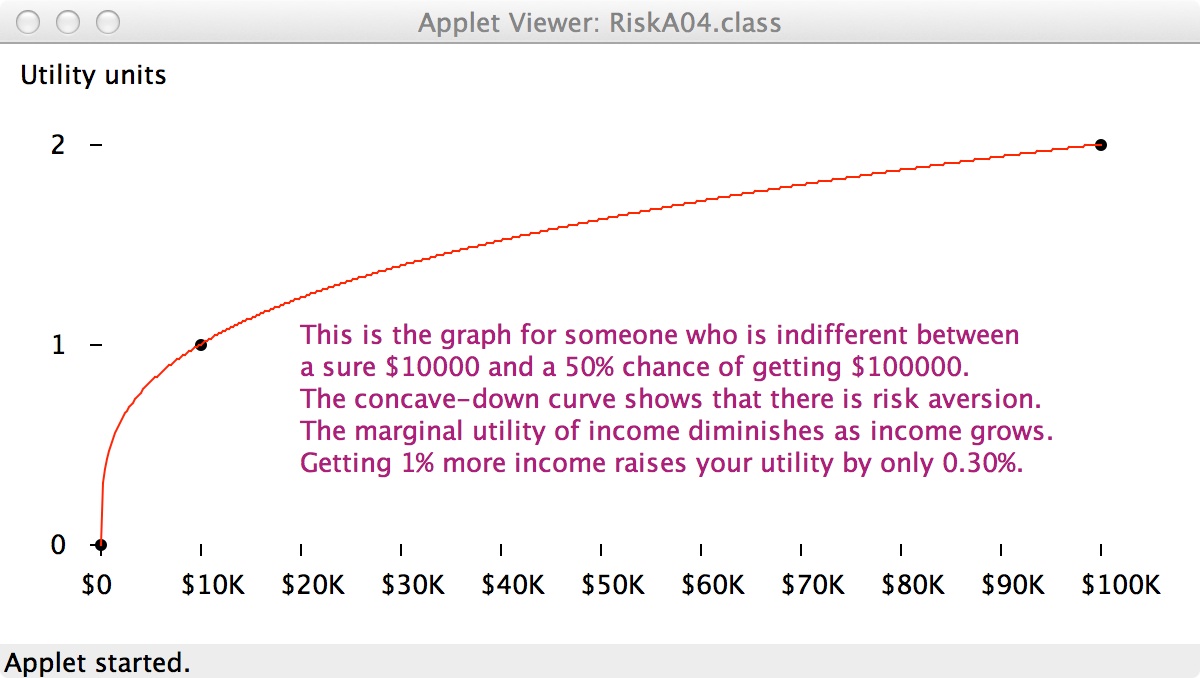 Applet Viewer: RiskA04.class
Utility units
2
This is the graph for someone who is indifferent between
1
a sure $10000 and a 50% chance of getting $100000.
The concave-down curve shows that there is risk aversion.
The marginal utility of income diminishes as income grows.
Getting 1% more income raises your utility by only 0.30%.
0
$0 $10K $20K $30K $40K $50K $60K $70K $80K $90K $100K
Applet started.